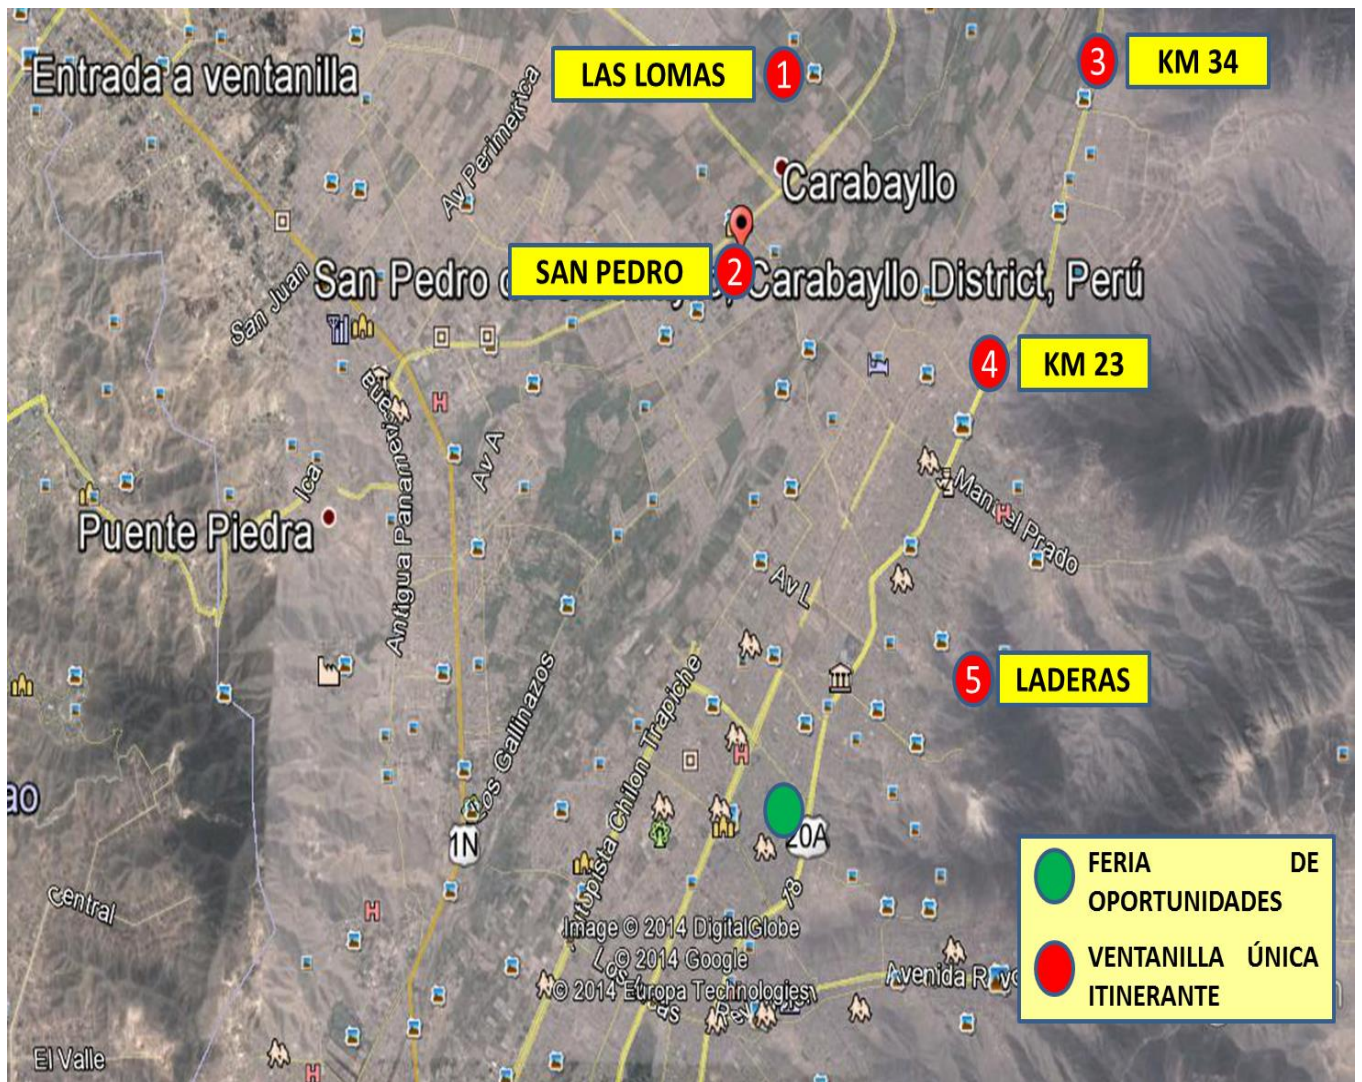 Entrada a ventanilla
LAS LOMAS
1
3
KM 34
Av Perimetrica
Carabayllo
SAN PEDRO
2
San Pedro
Carabayllo District, Perú
San Juan
4
KM 23
Av A
Ica
Manuel Prado
Puente Piedra
Antigua
Av L
5
LADERAS
Los Gallinazos
Chillon Trapiche
ao
1N
20A
18
Central
FERIA DE
OPORTUNIDADES
VENTANILLA ÚNICA
ITINERANTE
Image © 2014 DigitalGlobe
© 2014 Google
© 2014 Europa Technologies
Avenida
El Valle